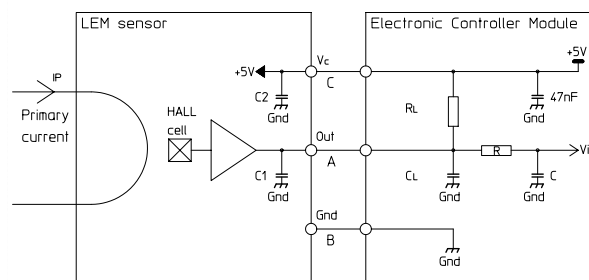 LEM sensor
Electronic Controller Module
+5V
Vc
+5V
C
IP
C2
Gnd
47nF
Gnd
HALL
cell
Primary
current
RL
Out
A
R
Vi
C1
Gnd
CL
Gnd
C
Gnd
Gnd
B
Gnd